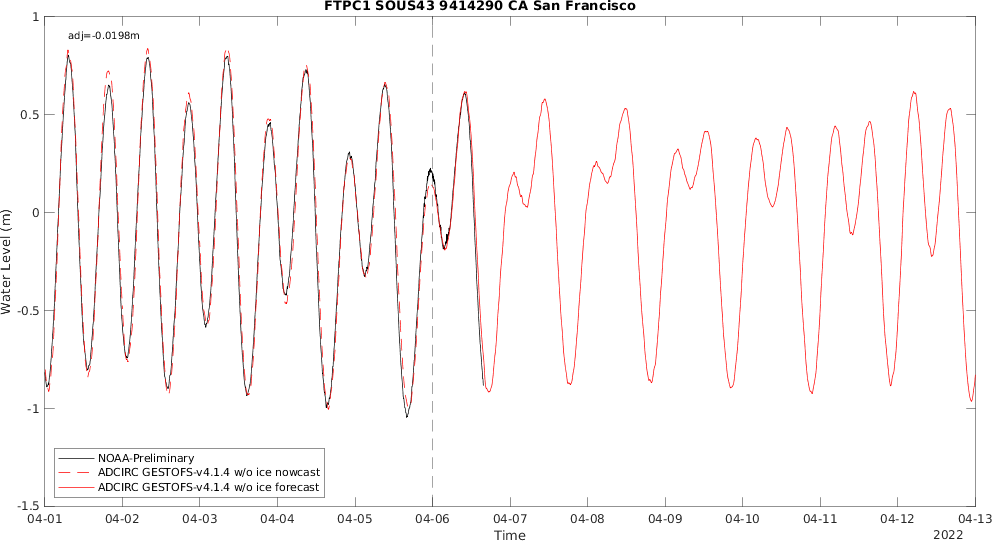 FTPC1 SOUS43 9414290 CA San Francisco
adj=-0.0198m
1
0.5
0
-0.5
-1
-1.5
Water Level (m)
NOAA-Preliminary
ADCIRC GESTOFS-v4.1.4 w/o ice nowcast
ADCIRC GESTOFS-v4.1.4 w/o ice forecast
04-01 04-02 04-03 04-04 04-05 04-06 04-07 04-08 04-09 04-10 04-11 04-12 04-13
Time
2022